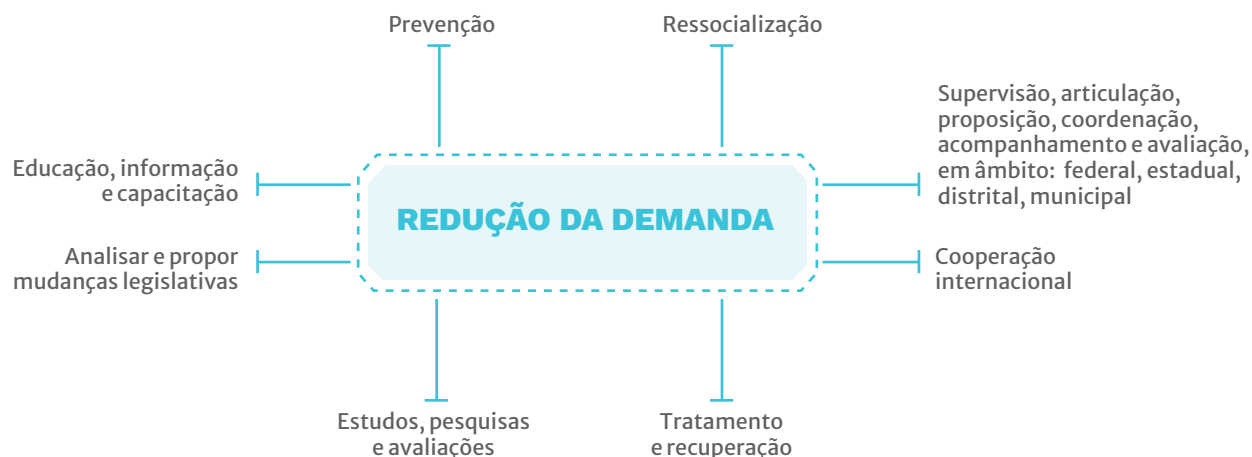 Prevenção
Ressocialização
Supervisão, articulação,
proposição, coordenação,
acompanhamento e avaliação,
em âmbito: federal, estadual,
distrital, municipal
Educação, informação
e capacitação
REDUÇÃO DA DEMANDA
Analisar e propor
mudanças legislativas
Cooperação
internacional
Estudos, pesquisas
e avaliações
Tratamento
e recuperação